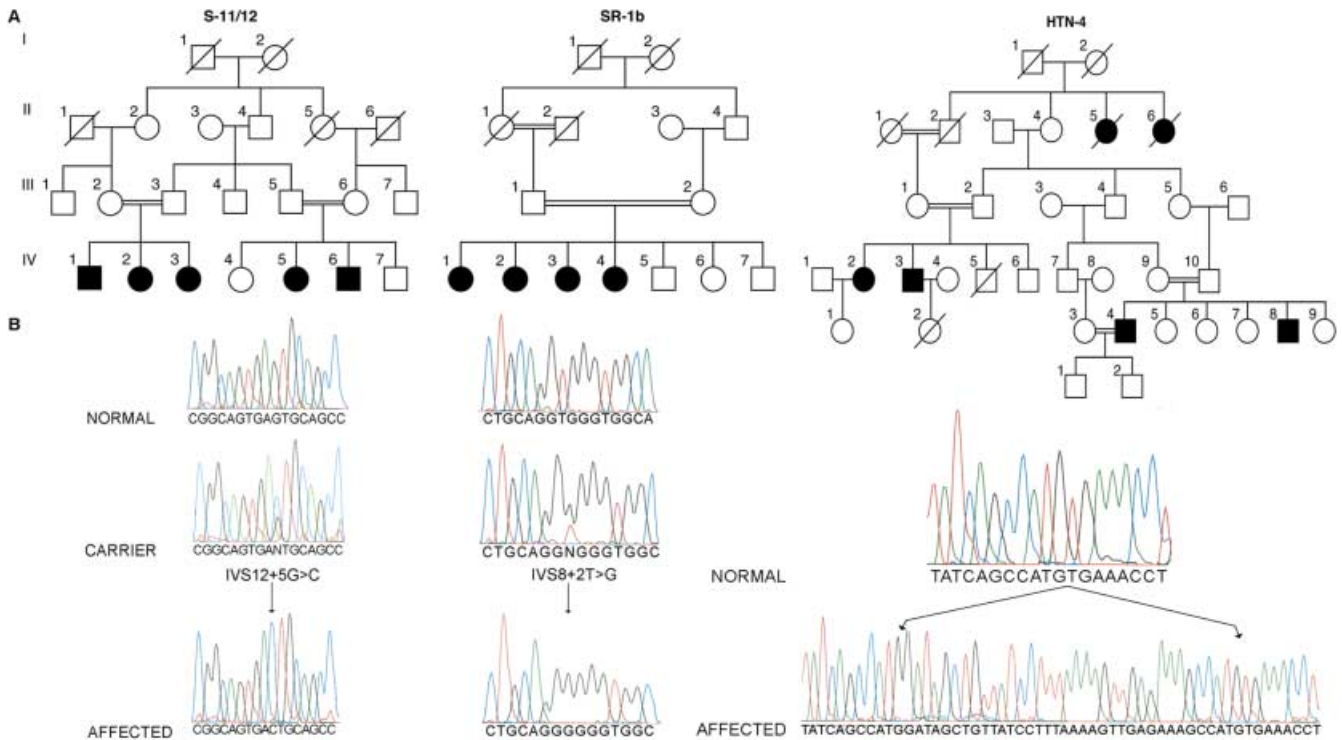 A
S-11/12
SR-1b
HTN-4
I
1 2
1 2
1 2
II
1 2 3 4 5 6
1 2 3 4
1 2 3 4 5 6
III
1 2 3 4 5 6 7
1 2
1 2 3 4 5 6
IV
1 2 3 4 5 6 7
1 2 3 4 5 6 7
1 2 3 4 5 6 7 8 9 10
1 2 3 4 5 6 7 8 9
1 2
B
NORMAL
CGGCAGTGAGTGCAGCC
CTGCAGGTGGGTGGCA
CARRIER
CGGCAGTGANTGCAGCC
CTGCAGGNGGGTGGC
IVS12+5G>C
IVS8+2T>G
NORMAL
TATCAGCCATGTGAAACCT
AFFECTED
CGGCAGTGACTGCAGCC
CTGCAGGGGGGTGGC
AFFECTED
TATCAGCCATGGATAGCTGTTATCCTTTAAAAGTTGAGAAAGCCATGTGAAACCT